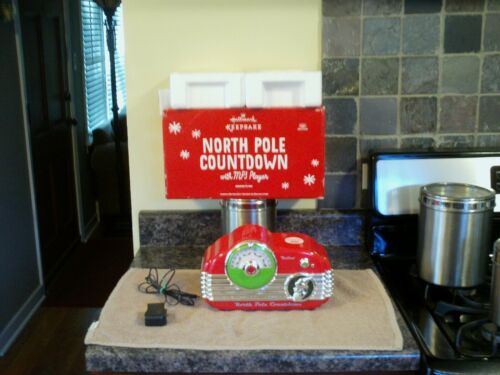 Hallmark
KEEPSAKE
NORTH POLE
COUNTDOWN
with MP3 Player
North Pole Countdown